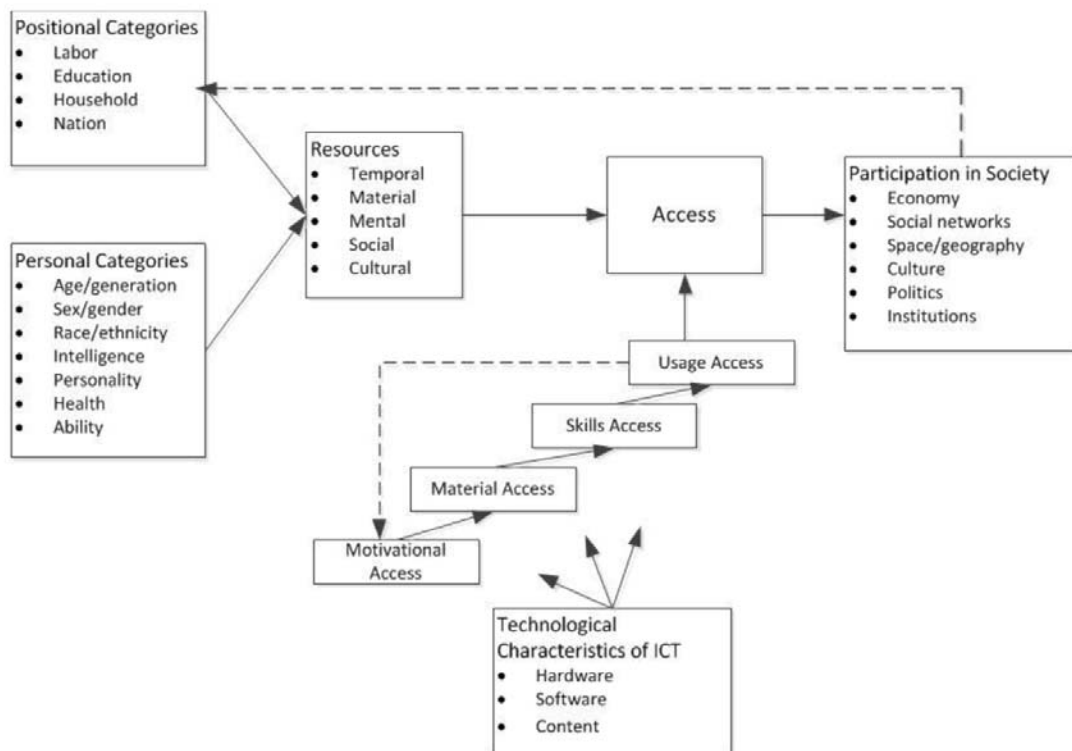 Positional Categories
• Labor
• Education
• Household
• Nation
Resources
• Temporal
• Material
• Mental
• Social
• Cultural
Access
Participation in Society
• Economy
• Social networks
• Space/geography
• Culture
• Politics
• Institutions
Personal Categories
• Age/generation
• Sex/gender
• Race/ethnicity
• Intelligence
• Personality
• Health
• Ability
Usage Access
Skills Access
Material Access
Motivational
Access
Technological
Characteristics of ICT
• Hardware
• Software
• Content